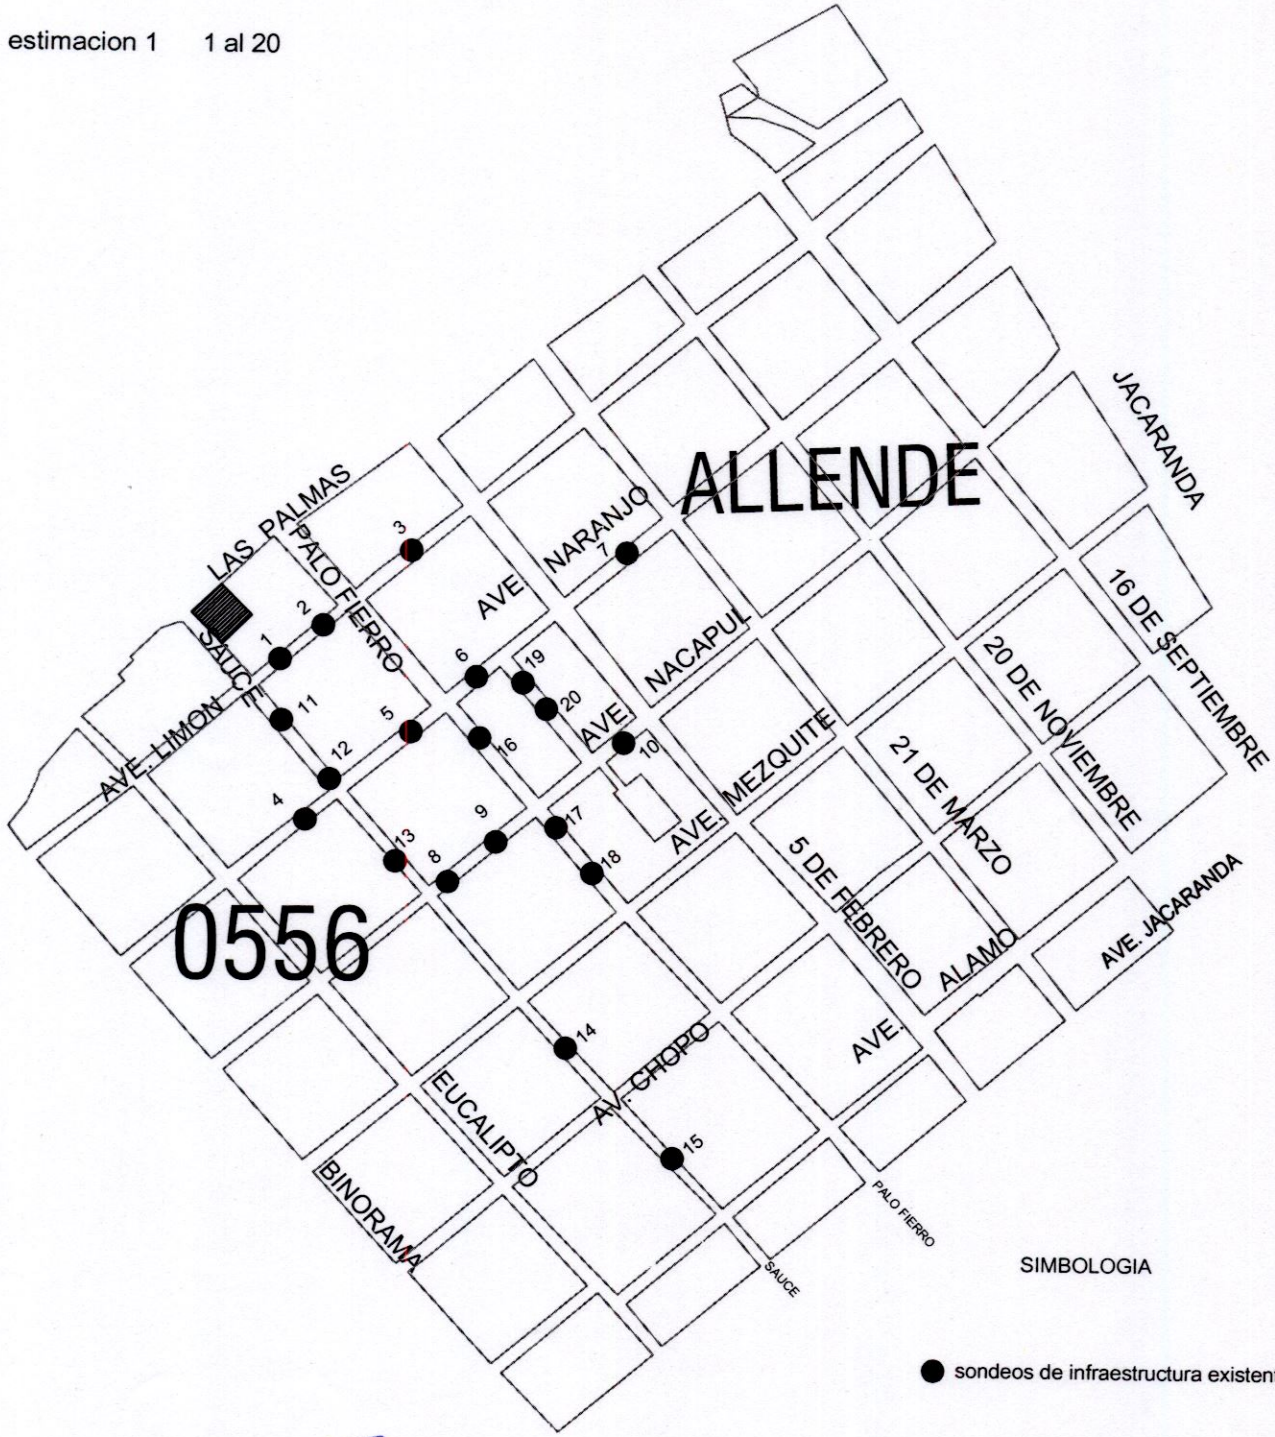 estimacion 1 1 al 20
JACARANDA
ALLENDE
LAS PALMAS
PALO FIERRO
3
NARANJO
7
AVE.
16 DE SEPTIEMBRE
2
1
SAUCE
NACAPUL
6
19
20
20 DE NOVIEMBRE
AVE. LIMON
11
5
AVE.
10
16
12
AVE. MEZQUITE
21 DE MARZO
4
13
8
9
17
18
5 DE FEBRERO
AVE. JACARANDA
0556
ALAMO
AVE.
14
AV. CHOPO
EUCALIPTO
15
BINORAMA
PALO FIERRO
SAUCE
SIMBOLOGIA
sondeos de infraestructura